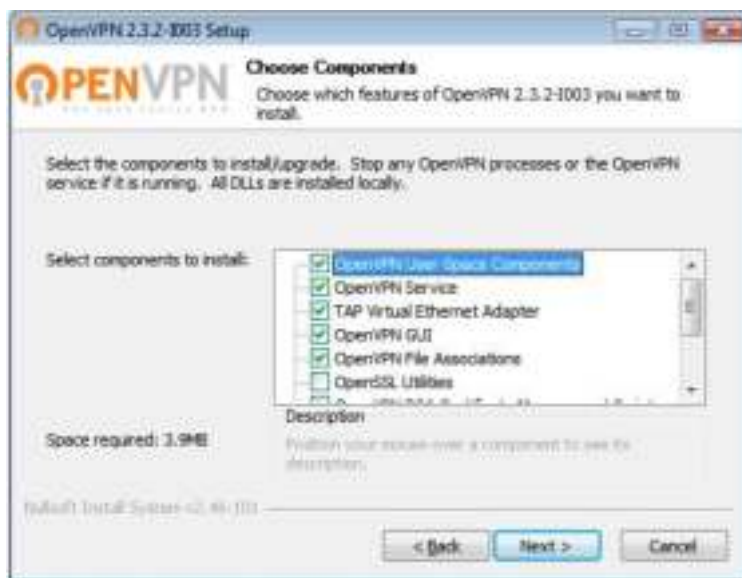 OpenVPN 2.3.2-I003 Setup
OPENVPN
Choose Components
Choose which features of OpenVPN 2.3.2-I003 you want to
install.
Select the components to install/upgrade. Stop any OpenVPN processes or the OpenVPN
service if it is running. All DLLs are installed locally.
Select components to install:
OpenVPN User Space Components
OpenVPN Service
TAP Virtual Ethernet Adapter
OpenVPN GUI
OpenVPN File Associations
OpenSSL Utilities
Description
Space required: 3.9MB
Position your mouse over a component to see its
description.
Nullsoft Install System
< Back
Next >
Cancel